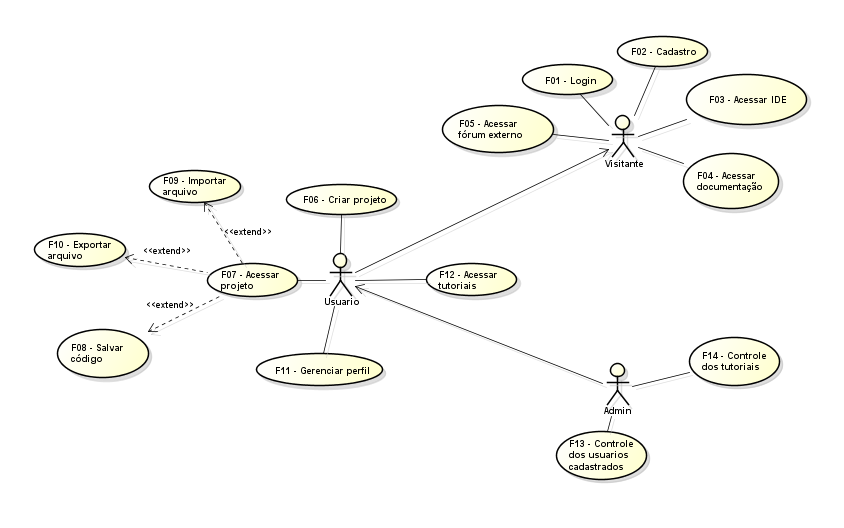 F02 - Cadastro
F01 - Login
F03 - Acessar IDE
F05 - Acessar
fórum externo
Visitante
F04 - Acessar
documentação
F09 - Importar
arquivo
F06 - Criar projeto
<<extend>>
F10 - Exportar
arquivo
<<extend>>
F07 - Acessar
projeto
F12 - Acessar
tutoriais
Usuario
<<extend>>
F08 - Salvar
código
F11 - Gerenciar perfil
F14 - Controle
dos tutoriais
Admin
F13 - Controle
dos usuarios
cadastrados